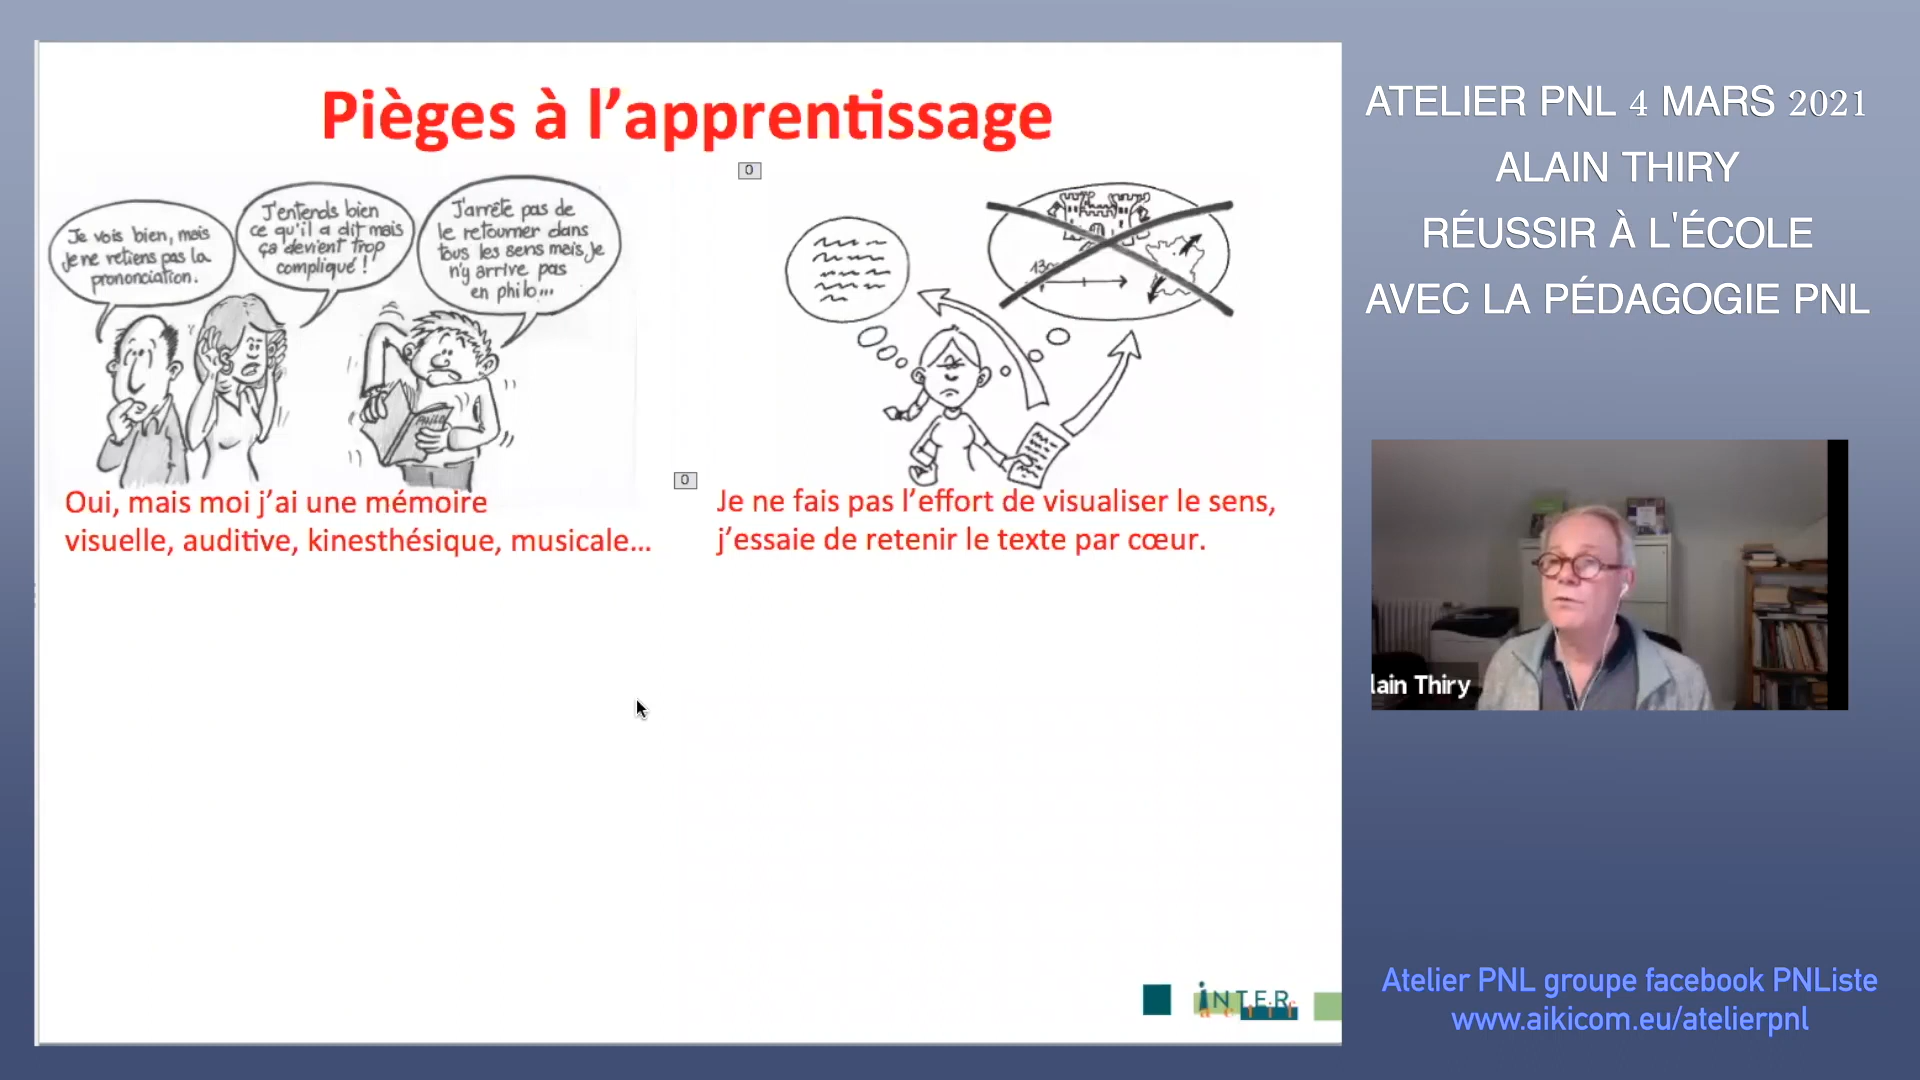 Pièges à l’apprentissage
0
Je vois bien, mais
je ne retiens pas la
prononciation.
J'entends bien
ce qu'il a dit mais
ça devient trop
compliqué !
J'arrête pas de
le retourner dans
tous les sens mais je
n'y arrive pas
en philo...
PHILO
0
Oui, mais moi j’ai une mémoire
visuelle, auditive, kinesthésique, musicale…
Je ne fais pas l’effort de visualiser le sens,
j’essaie de retenir le texte par cœur.
iNTER
actif
ATELIER PNL 4 MARS 2021
ALAIN THIRY
RÉUSSIR À L'ÉCOLE
AVEC LA PÉDAGOGIE PNL
lain Thiry
Atelier PNL groupe facebook PNListe
www.aikicom.eu/atelierpnl